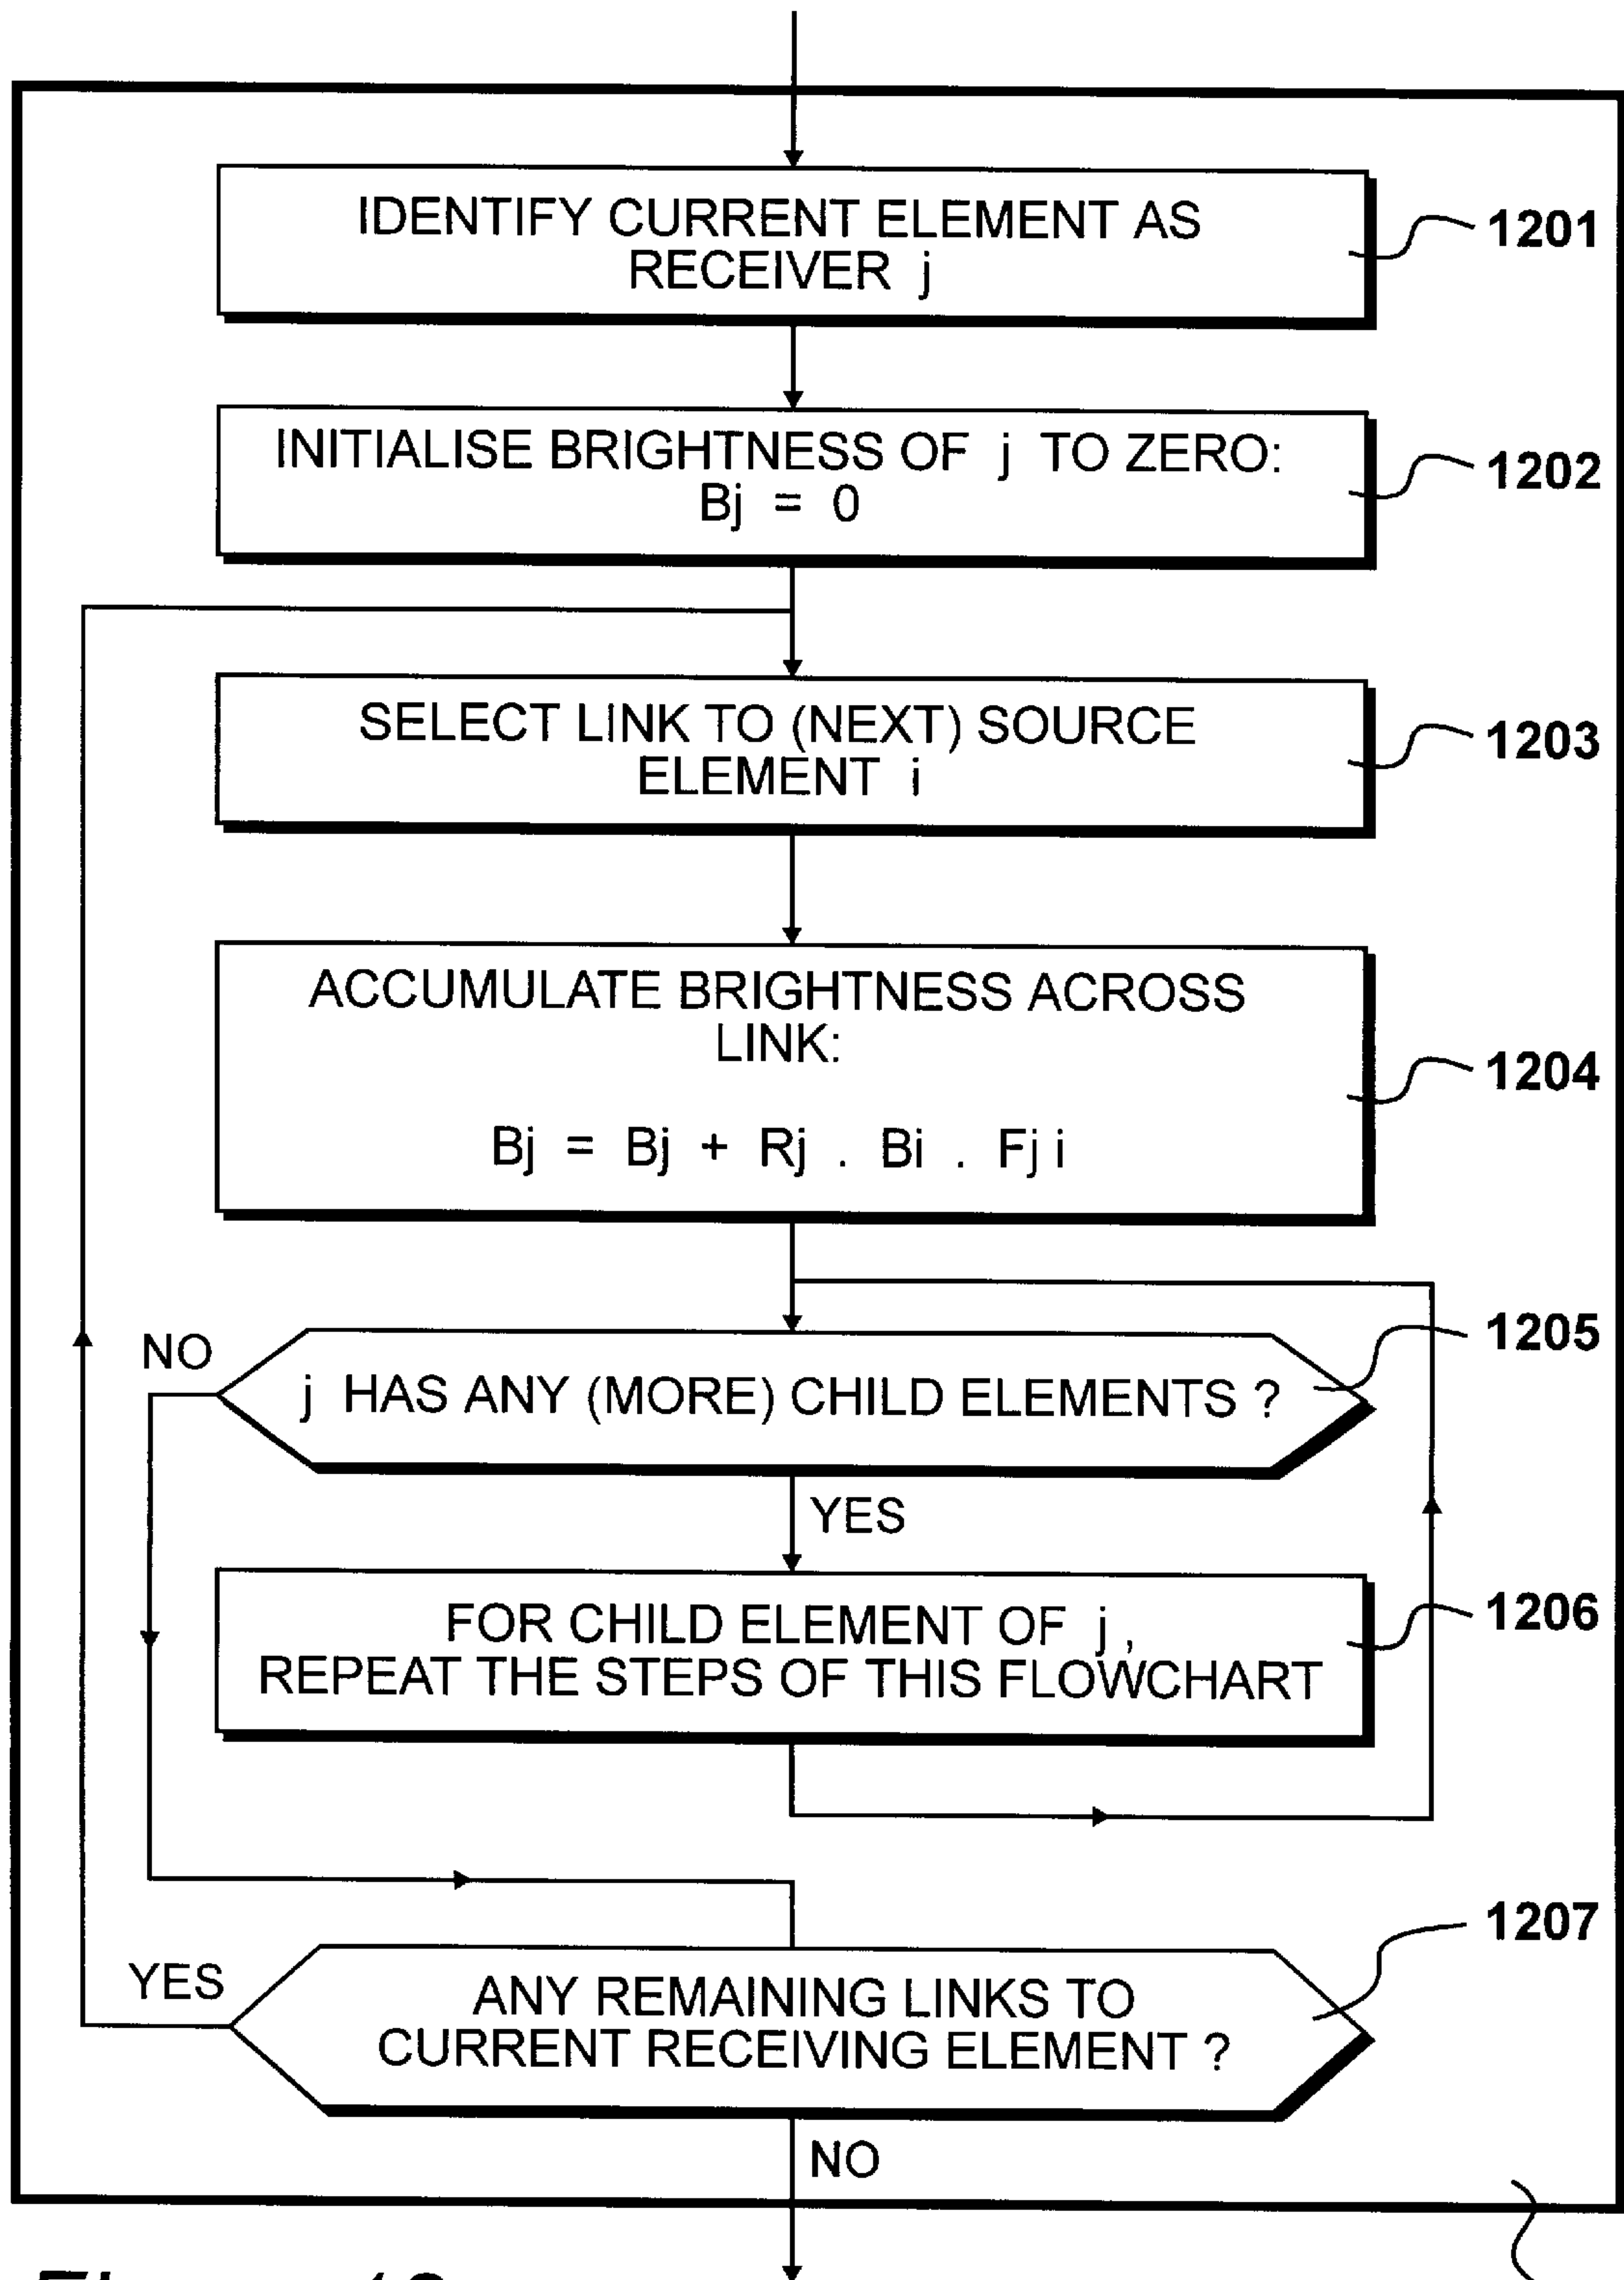 IDENTIFY CURRENT ELEMENT AS
RECEIVER j
1201
INITIALISE BRIGHTNESS OF j TO ZERO:
Bj = 0
1202
SELECT LINK TO (NEXT) SOURCE
ELEMENT i
1203
ACCUMULATE BRIGHTNESS ACROSS
LINK:
Bj = Bj + Rj . Bi . Fj i
1204
NO
j HAS ANY (MORE) CHILD ELEMENTS ?
1205
YES
FOR CHILD ELEMENT OF j ,
REPEAT THE STEPS OF THIS FLOWCHART
1206
YES
ANY REMAINING LINKS TO
CURRENT RECEIVING ELEMENT ?
1207
NO